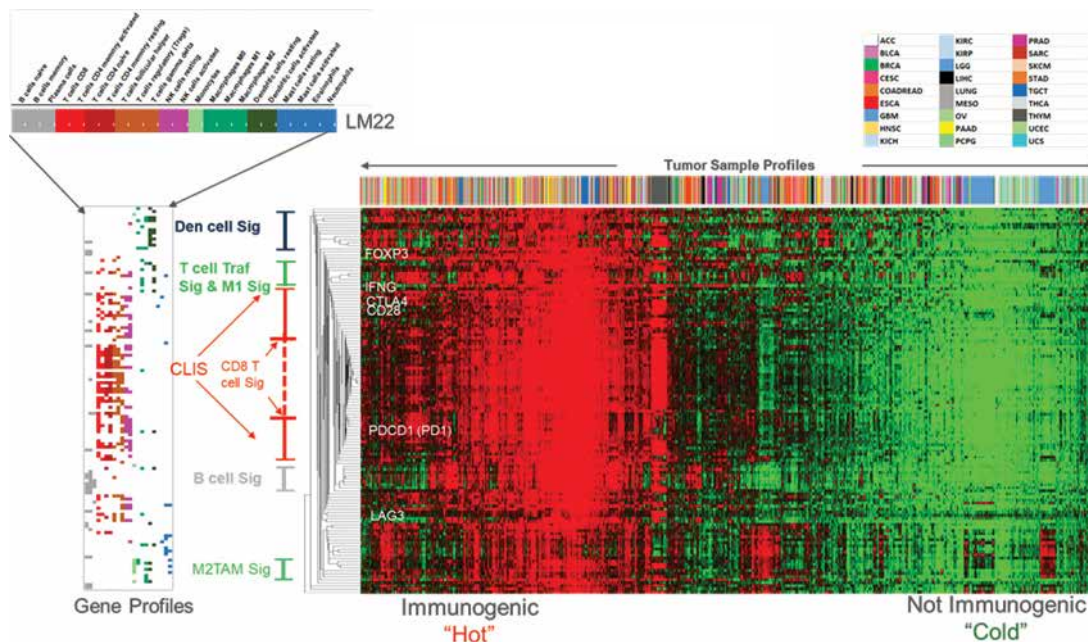 B cells naive
B cells memory
Plasma cells
T cells CD8
T cells CD4 memory activated
T cells CD4 naive
T cells CD4 memory resting
T cells follicular helper
T cells regulatory (Tregs)
T cells gamma delta
NK cells resting
NK cells activated
Monocytes
Macrophages M0
Macrophages M1
Macrophages M2
Dendritic cells resting
Dendritic cells activated
Mast cells resting
Mast cells activated
Eosinophils
Neutrophils
LM22
ACC KIRC PRAD
BLCA KIRP SARC
BRCA LGG SKCM
CESC LIHC STAD
COADREAD LUNG TGCT
ESCA MESO THCA
GBM OV THYM
HNSC PAAD UCEC
KICH PCPG UCS
Tumor Sample Profiles
Den cell Sig
FOXP3
T cell Traf
Sig & M1 Sig
IFNG
CTLA4
CD28
CLIS
CD8 T
cell Sig
PDCD1 (PD1)
B cell Sig
LAG3
M2TAM Sig
Gene Profiles
Immunogenic
"Hot"
Not Immunogenic
"Cold"